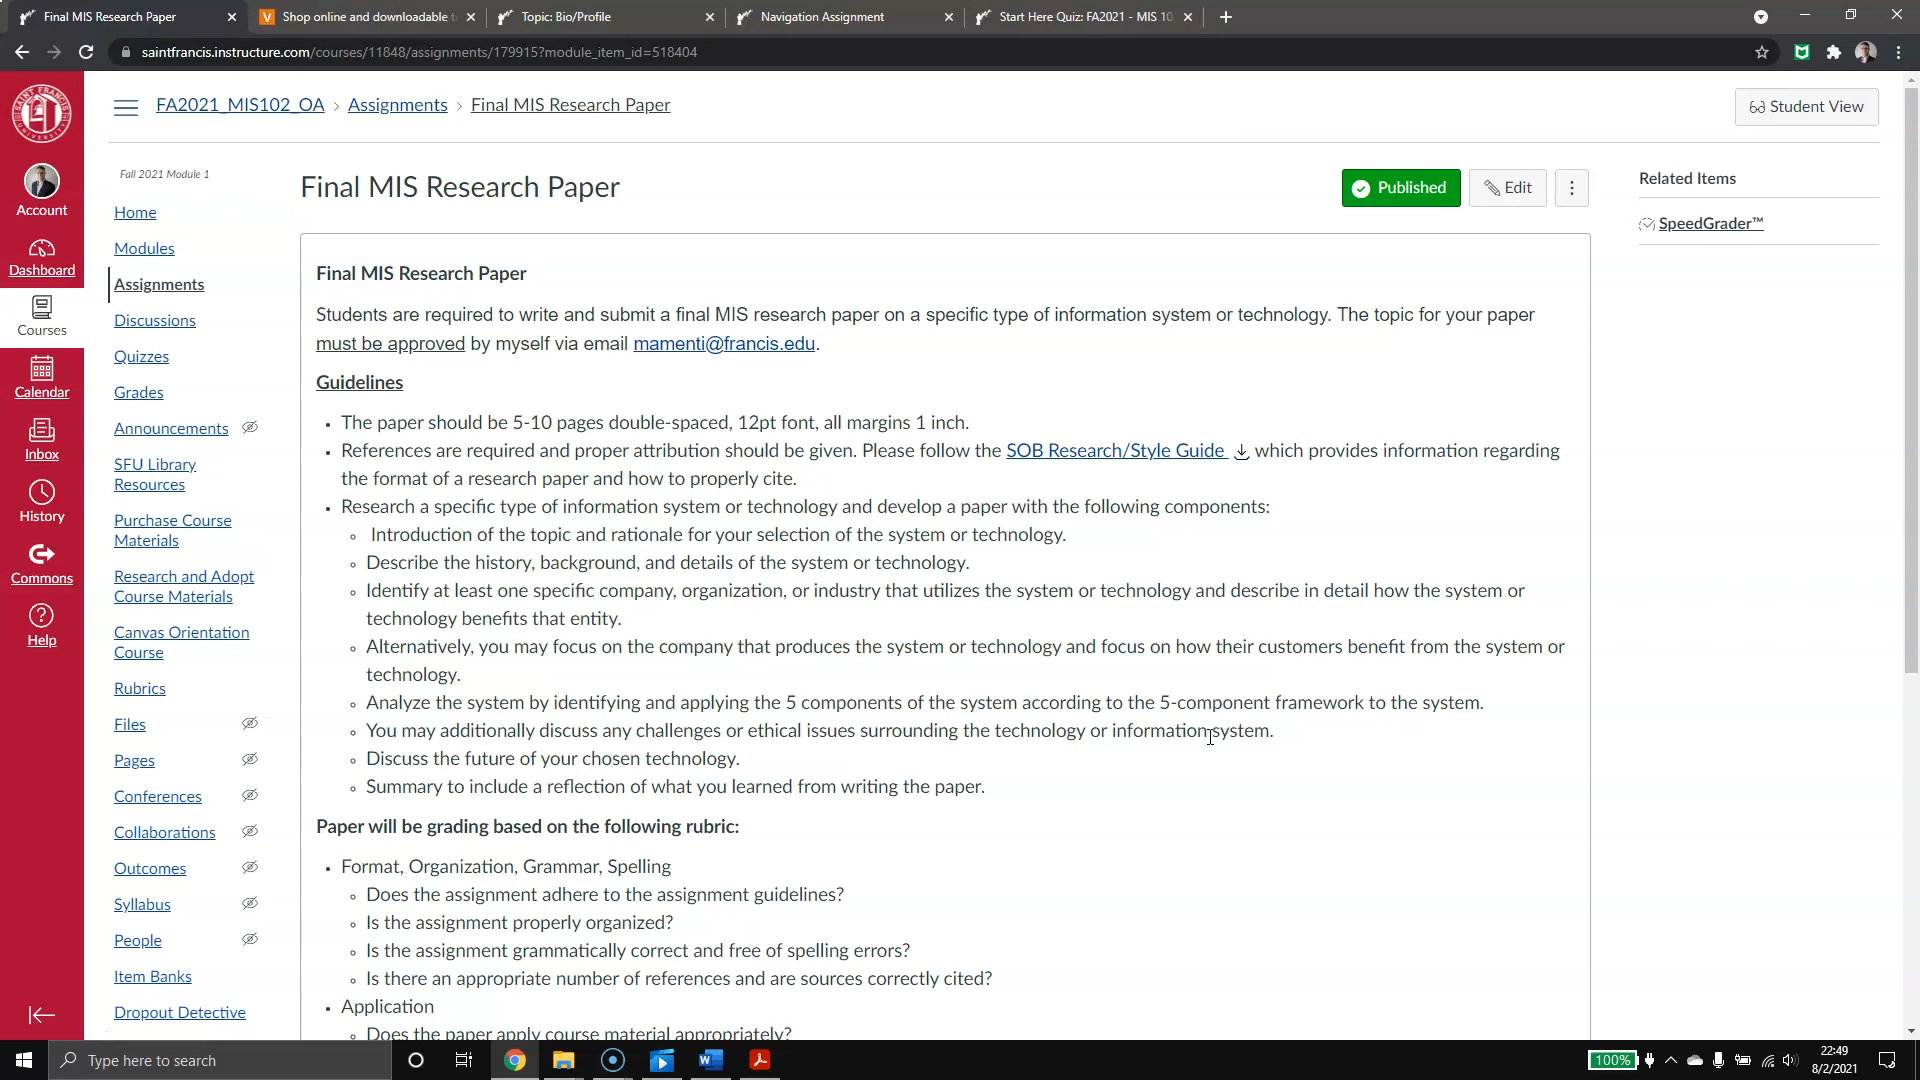 Final MIS Research Paper
Shop online and downloadable t
Topic: Bio/Profile
Navigation Assignment
Start Here Quiz: FA2021 - MIS 10
saintfrancis.instructure.com/courses/11848/assignments/179915?module_item_id=518404
FA2021_MIS102_OA › Assignments › Final MIS Research Paper
Student View
Account
Dashboard
Courses
Calendar
Inbox
History
Commons
Help
Fall 2021 Module 1
Home
Modules
Assignments
Discussions
Quizzes
Grades
Announcements
SFU Library
Resources
Purchase Course
Materials
Research and Adopt
Course Materials
Canvas Orientation
Course
Rubrics
Files
Pages
Conferences
Collaborations
Outcomes
Syllabus
People
Item Banks
Dropout Detective
Final MIS Research Paper
Published
Edit
Related Items
SpeedGrader™
Final MIS Research Paper
Students are required to write and submit a final MIS research paper on a specific type of information system or technology. The topic for your paper
must be approved by myself via email mamenti@francis.edu.
Guidelines
• The paper should be 5-10 pages double-spaced, 12pt font, all margins 1 inch.
• References are required and proper attribution should be given. Please follow the SOB Research/Style Guide which provides information regarding
the format of a research paper and how to properly cite.
• Research a specific type of information system or technology and develop a paper with the following components:
◦ Introduction of the topic and rationale for your selection of the system or technology.
◦ Describe the history, background, and details of the system or technology.
◦ Identify at least one specific company, organization, or industry that utilizes the system or technology and describe in detail how the system or
technology benefits that entity.
◦ Alternatively, you may focus on the company that produces the system or technology and focus on how their customers benefit from the system or
technology.
◦ Analyze the system by identifying and applying the 5 components of the system according to the 5-component framework to the system.
◦ You may additionally discuss any challenges or ethical issues surrounding the technology or information system.
◦ Discuss the future of your chosen technology.
◦ Summary to include a reflection of what you learned from writing the paper.
Paper will be grading based on the following rubric:
• Format, Organization, Grammar, Spelling
◦ Does the assignment adhere to the assignment guidelines?
◦ Is the assignment properly organized?
◦ Is the assignment grammatically correct and free of spelling errors?
◦ Is there an appropriate number of references and are sources correctly cited?
• Application
◦ Does the paper apply course material appropriately?
Type here to search
100%
22:49
8/2/2021